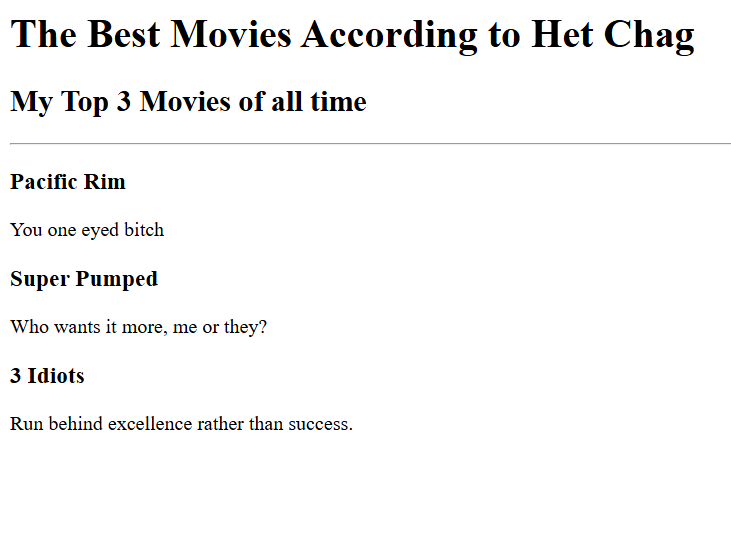 The Best Movies According to Het Chag
My Top 3 Movies of all time
Pacific Rim
You one eyed bitch
Super Pumped
Who wants it more, me or they?
3 Idiots
Run behind excellence rather than success.